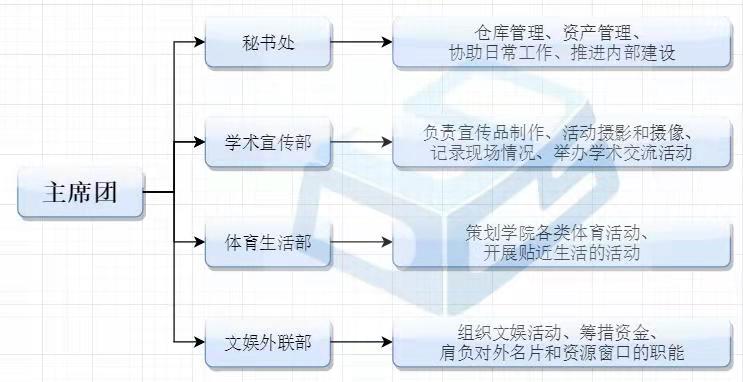 主席团
秘书处
仓库管理、资产管理、
协助日常工作、推进内部建设
学术宣传部
负责宣传品制作、活动摄影和摄像、
记录现场情况、举办学术交流活动
体育生活部
策划学院各类体育活动、
开展贴近生活的活动
文娱外联部
组织文娱活动、筹措资金、
肩负对外名片和资源窗口的职能